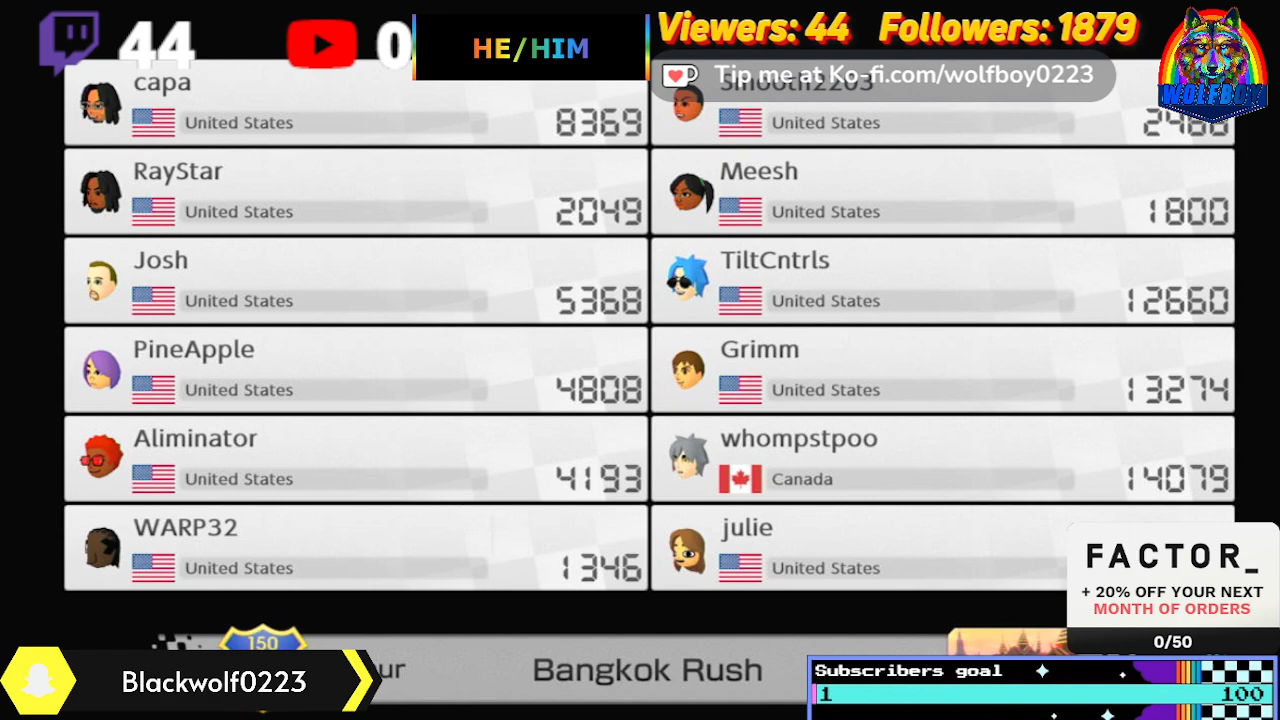 44
0
HE/HIM
Viewers: 44 Followers: 1879
Tip me at Ko-fi.com/wolfboy0223
WOLFBOY
capa
United States
8369
United States
RayStar
United States
2049
Meesh
United States
1800
Josh
United States
5368
TiltCntrls
United States
12660
PineApple
United States
4808
Grimm
United States
13274
Aliminator
United States
4193
whompstpoo
Canada
14079
WARP32
United States
1346
julie
United States
FACTOR_
+ 20% OFF YOUR NEXT
MONTH OF ORDERS
0/50
150
Bangkok Rush
Blackwolf0223
Subscribers goal
1 100